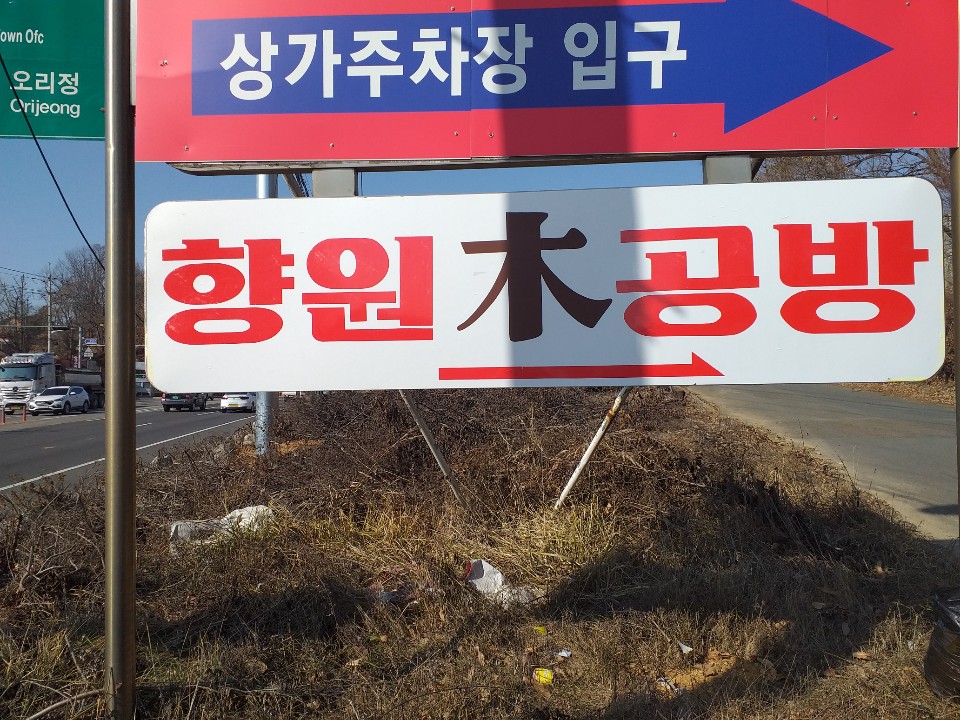 own Ofc
오리정
Orijeong
상가주차장 입구
향원木공방